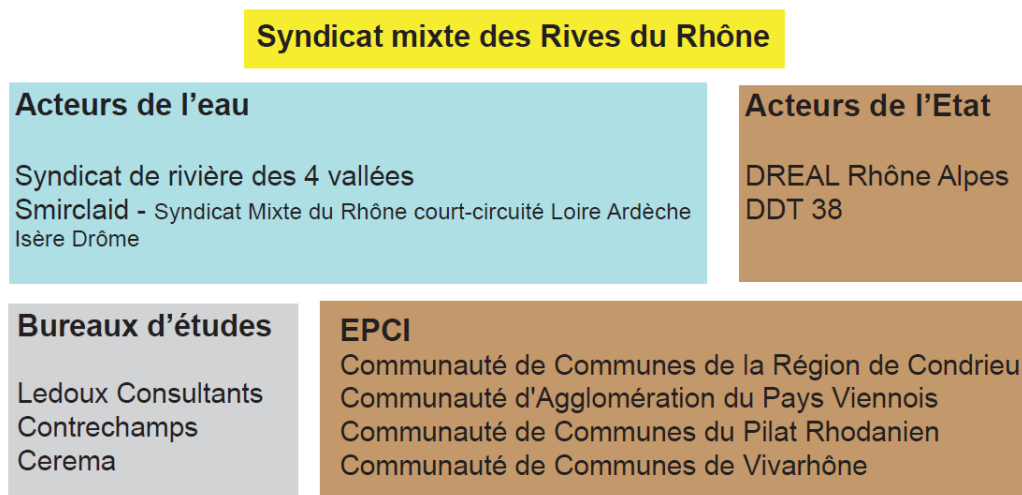 Syndicat mixte des Rives du Rhône
Acteurs de l'eau
Syndicat de rivière des 4 vallées
Smirclaid - Syndicat Mixte du Rhône court-circuité Loire Ardèche
Isère Drôme
Acteurs de l'Etat
DREAL Rhône Alpes
DDT 38
Bureaux d'études
Ledoux Consultants
Contrechamps
Cerema
EPCI
Communauté de Communes de la Région de Condrieu
Communauté d'Agglomération du Pays Viennois
Communauté de Communes du Pilat Rhodanien
Communauté de Communes de Vivarhône